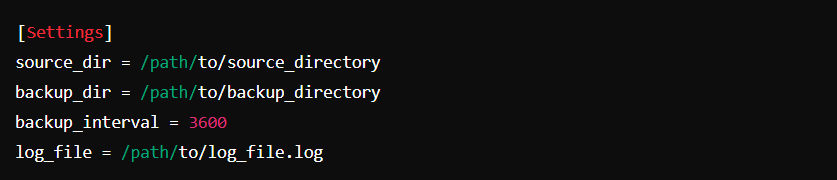 [Settings]
source_dir = /path/to/source_directory
backup_dir = /path/to/backup_directory
backup_interval = 3600
log_file = /path/to/log_file.log